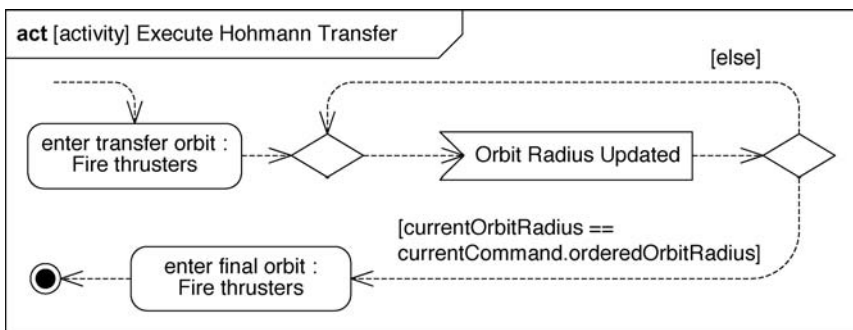 act [activity] Execute Hohmann Transfer
[else]
enter transfer orbit :
Fire thrusters
Orbit Radius Updated
[currentOrbitRadius ==
currentCommand.orderedOrbitRadius]
enter final orbit :
Fire thrusters